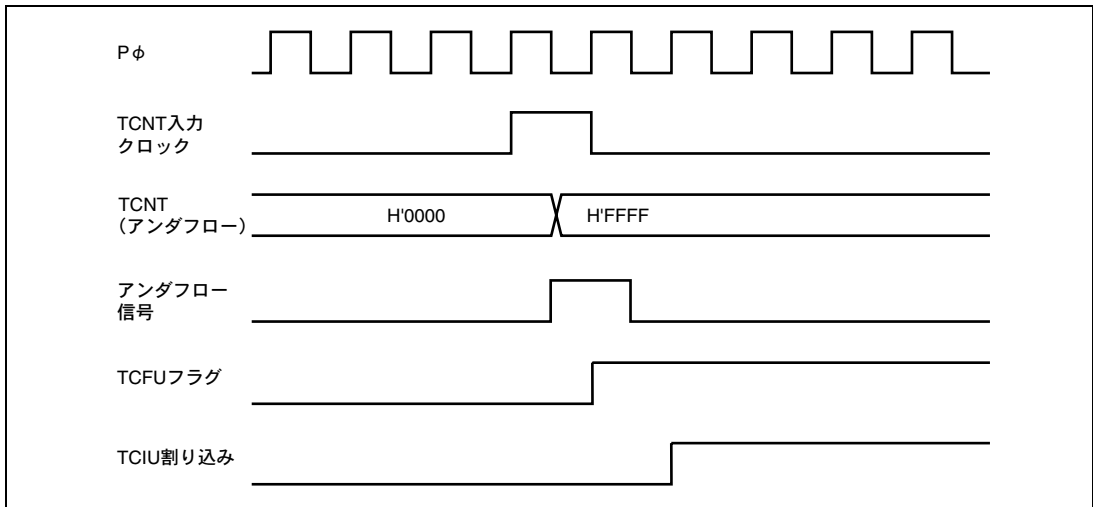 Pφ
TCNT入力
クロック
TCNT
（アンダフロー）
H'0000
H'FFFF
アンダフロー
信号
TCFUフラグ
TCIU割り込み